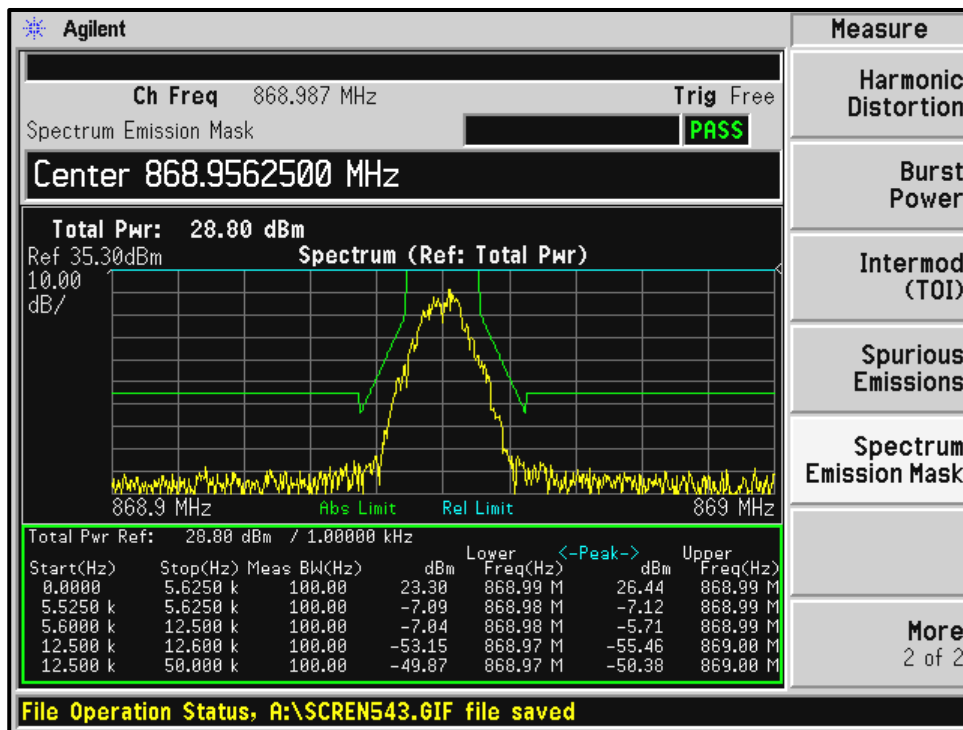 Agilent
Measure
Ch Freq 868.987 MHz Trig Free
Spectrum Emission Mask PASS
Center 868.9562500 MHz
Total Pwr: 28.80 dBm
Ref 35.30dBm Spectrum (Ref: Total Pwr)
10.00
dB/
868.9 MHz Abs Limit Rel Limit 869 MHz
Total Pwr Ref: 28.80 dBm / 1.00000 kHz
Lower <-Peak-> Upper
Start(Hz) Stop(Hz) Meas BW(Hz) dBm Freq(Hz) dBm Freq(Hz)
0.0000 5.6250 k 100.00 23.30 868.99 M 26.44 868.99 M
5.5250 k 5.6250 k 100.00 -7.09 868.98 M -7.12 868.99 M
5.6000 k 12.500 k 100.00 -7.04 868.98 M -5.71 868.99 M
12.500 k 12.600 k 100.00 -53.15 868.97 M -55.46 869.00 M
12.500 k 50.000 k 100.00 -49.87 868.97 M -50.38 869.00 M
File Operation Status, A:\SCREN543.GIF file saved
Harmonic
Distortion
Burst
Power
Intermod
(TOI)
Spurious
Emissions
Spectrum
Emission Mask
More
2 of 2